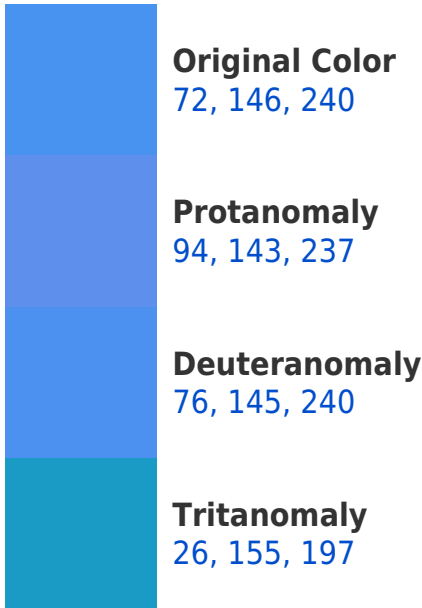 Original Color
72, 146, 240
Protanomaly
94, 143, 237
Deuteranomaly
76, 145, 240
Tritanomaly
26, 155, 197